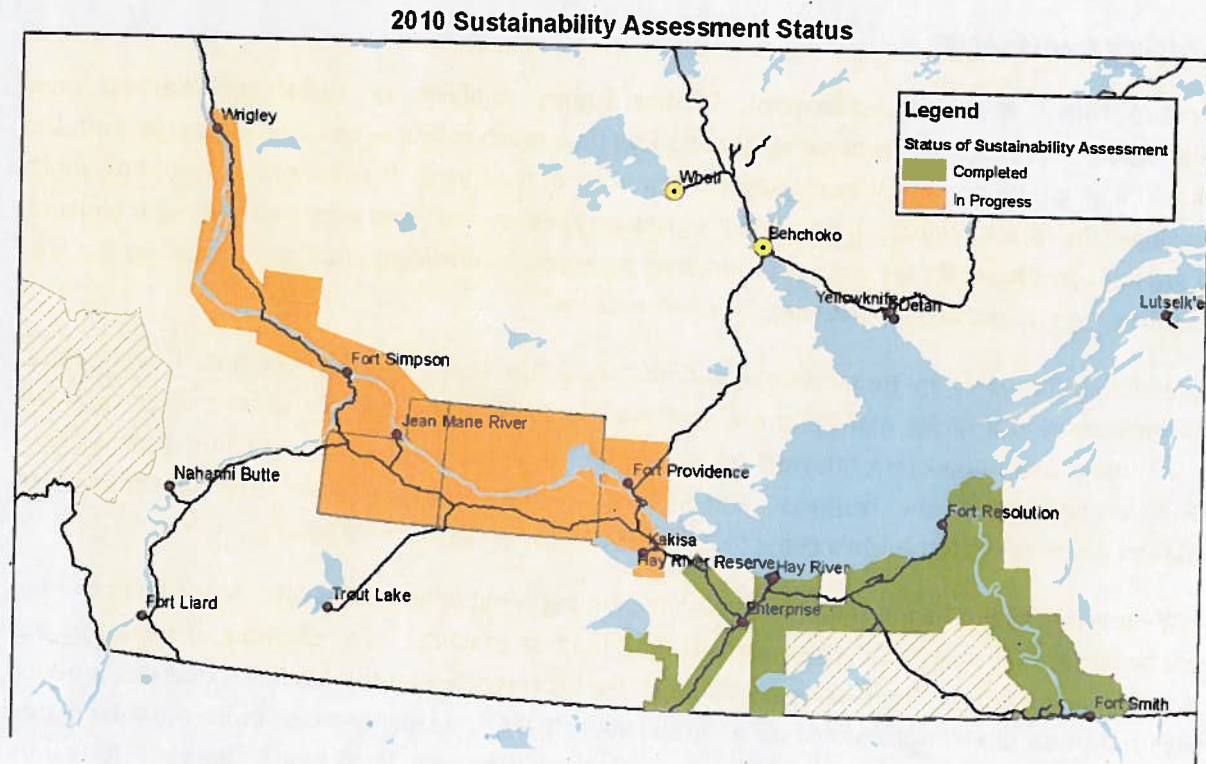 2010 Sustainability Assessment Status
Legend
Status of Sustainability Assessment
Completed
In Progress
Wrigley
Whati
Behchoko
Yellowknife
Detah
Lutselk'e
Fort Simpson
Jean Marie River
Nahanni Butte
Fort Providence
Fort Resolution
Kakisa
Hay River Reserve
Hay River
Trout Lake
Fort Liard
Enterprise
Fort Smith